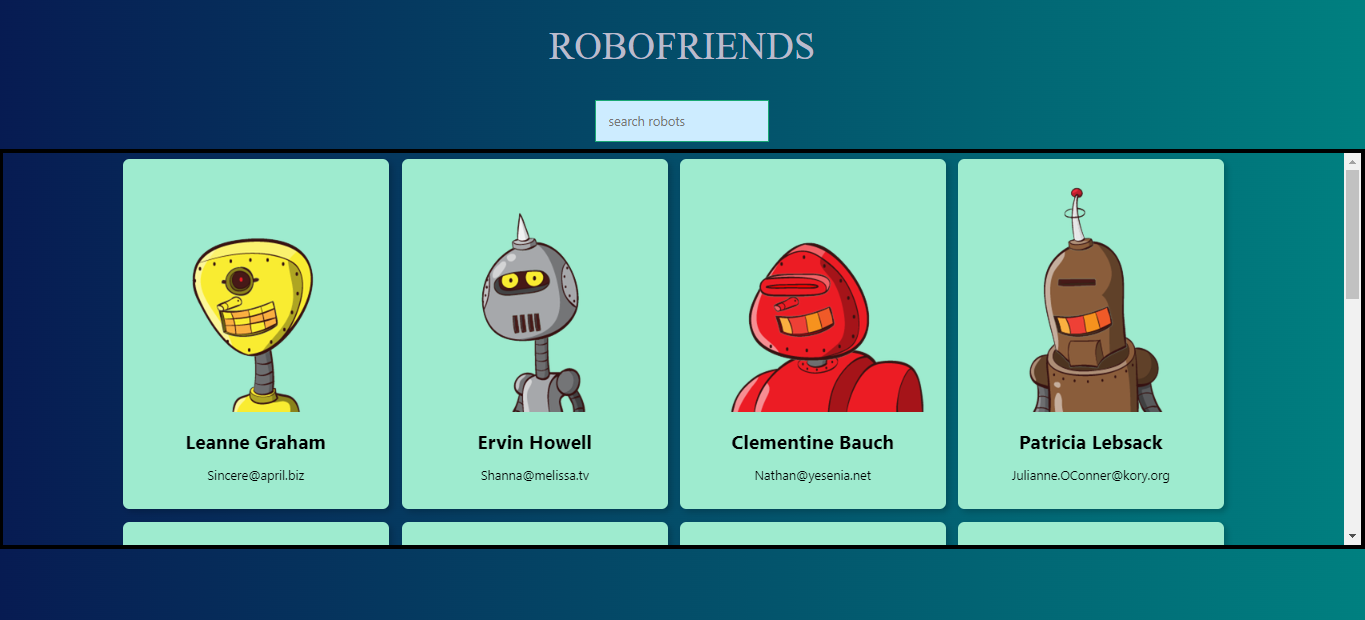 ROBOFRIENDS
search robots
Leanne Graham
Ervin Howell
Clementine Bauch
Patricia Lebsack
Sincere@april.biz
Shanna@melissa.tv
Nathan@yesenia.net
Julianne.OConner@kory.org